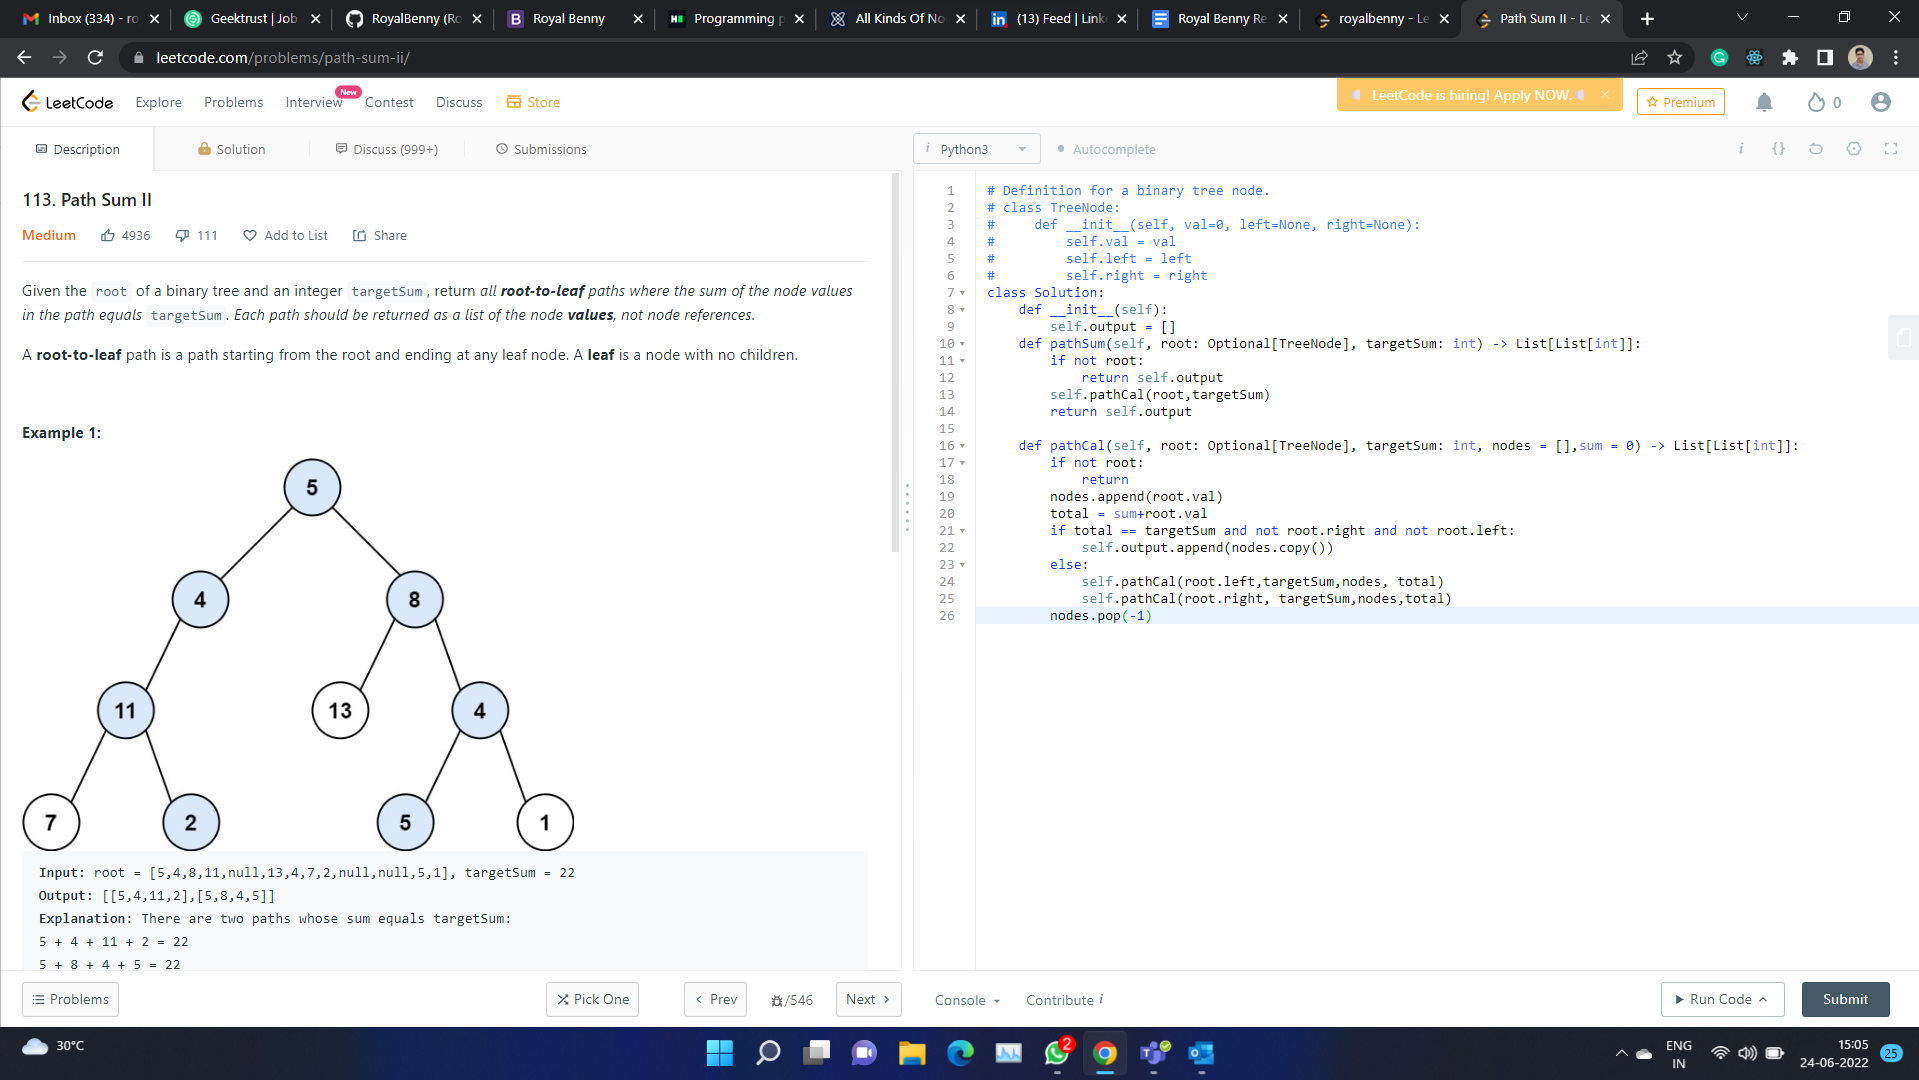 Inbox (334) - ro
Geektrust | Job
RoyalBenny (Ro
Royal Benny
Programming p
All Kinds Of No
(13) Feed | Link
Royal Benny Re
royalbenny - Le
Path Sum II - Le
leetcode.com/problems/path-sum-ii/
LeetCode
Explore
Problems
Interview
New
Contest
Discuss
Store
LeetCode is hiring! Apply NOW.
Premium
0
Description
Solution
Discuss (999+)
Submissions
113. Path Sum II
Medium
4936
111
Add to List
Share
Given the root of a binary tree and an integer targetSum, return all root-to-leaf paths where the sum of the node values
in the path equals targetSum. Each path should be returned as a list of the node values, not node references.
A root-to-leaf path is a path starting from the root and ending at any leaf node. A leaf is a node with no children.
Example 1:
5
4
8
11
13
4
7
2
5
1
Input: root = [5,4,8,11,null,13,4,7,2,null,null,5,1], targetSum = 22
Output: [[5,4,11,2],[5,8,4,5]]
Explanation: There are two paths whose sum equals targetSum:
5 + 4 + 11 + 2 = 22
5 + 8 + 4 + 5 = 22
Problems
Pick One
Prev
/546
Next
i Python3
Autocomplete
i {}
1 # Definition for a binary tree node.
2 # class TreeNode:
3 #     def __init__(self, val=0, left=None, right=None):
4 #         self.val = val
5 #         self.left = left
6 #         self.right = right
7 class Solution:
8     def __init__(self):
9         self.output = []
10     def pathSum(self, root: Optional[TreeNode], targetSum: int) -> List[List[int]]:
11         if not root:
12             return self.output
13         self.pathCal(root,targetSum)
14         return self.output
15
16     def pathCal(self, root: Optional[TreeNode], targetSum: int, nodes = [],sum = 0) -> List[List[int]]:
17         if not root:
18             return
19         nodes.append(root.val)
20         total = sum+root.val
21         if total == targetSum and not root.right and not root.left:
22             self.output.append(nodes.copy())
23         else:
24             self.pathCal(root.left,targetSum,nodes, total)
25             self.pathCal(root.right, targetSum,nodes,total)
26         nodes.pop(-1)
Console
Contribute i
Run Code
Submit
30°C
2
ENG
IN
15:05
24-06-2022
25